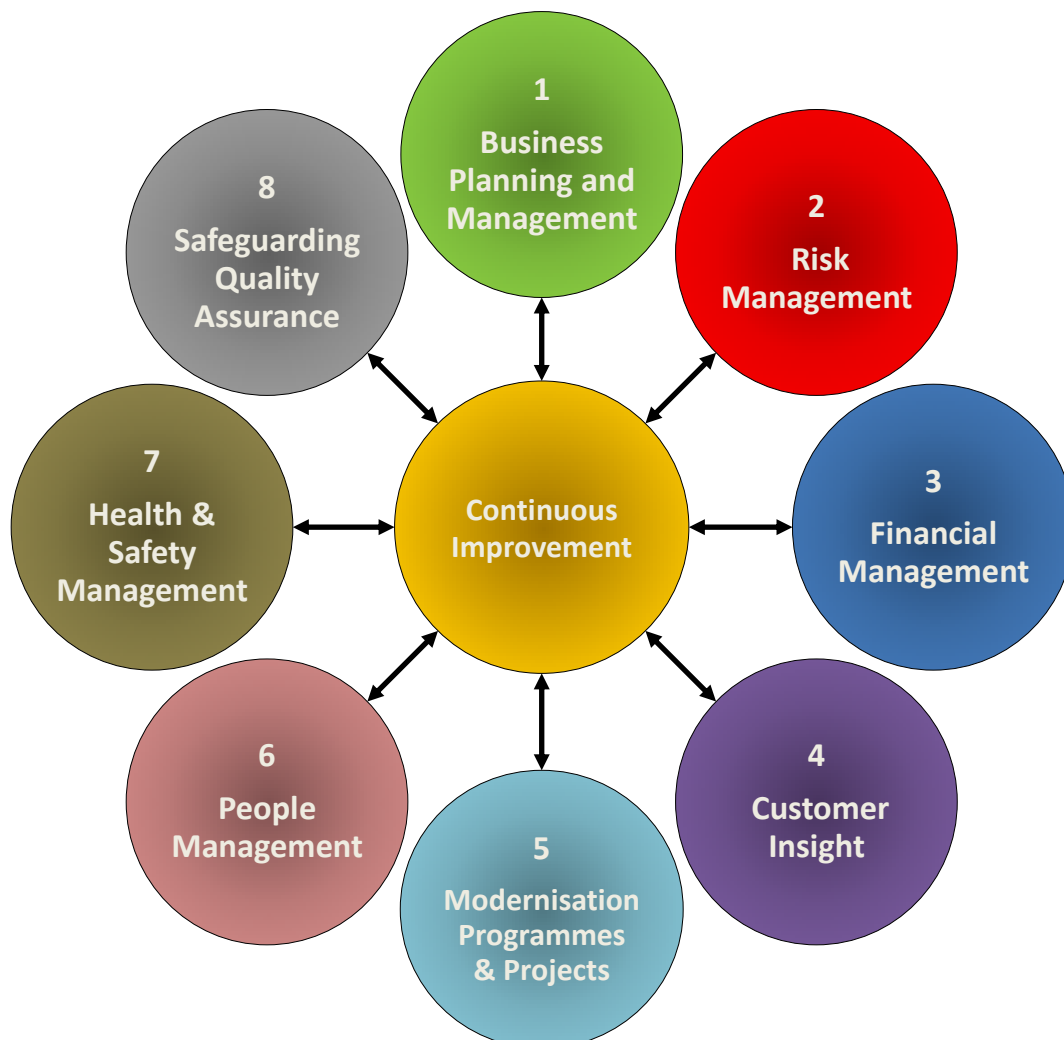 1
Business
Planning and
Management
2
Risk
Management
3
Financial
Management
4
Customer
Insight
5
Modernisation
Programmes
& Projects
6
People
Management
7
Health &
Safety
Management
8
Safeguarding
Quality
Assurance
Continuous
Improvement